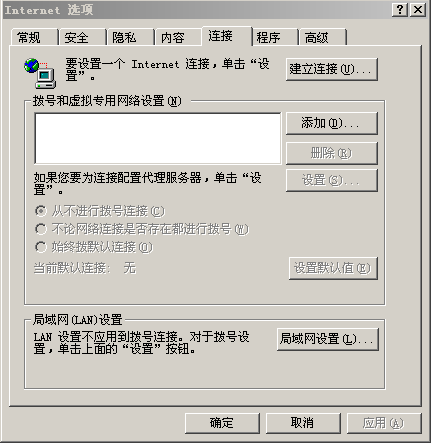 Internet 选项
常规 安全 隐私 内容 连接 程序 高级
要设置一个 Internet 连接,单击“设
置”。
建立连接(U)...
拨号和虚拟专用网络设置(N)
添加(D)...
删除(R)
如果您要为连接配置代理服务器,单击“设
置”。
设置(S)...
从不进行拨号连接(C)
不论网络连接是否存在都进行拨号(W)
始终拨默认连接(O)
当前默认连接: 无
设置默认值(E)
局域网(LAN)设置
LAN 设置不应用到拨号连接。对于拨号设
置,单击上面的“设置”按钮。
局域网设置(L)...
确定 取消 应用(A)